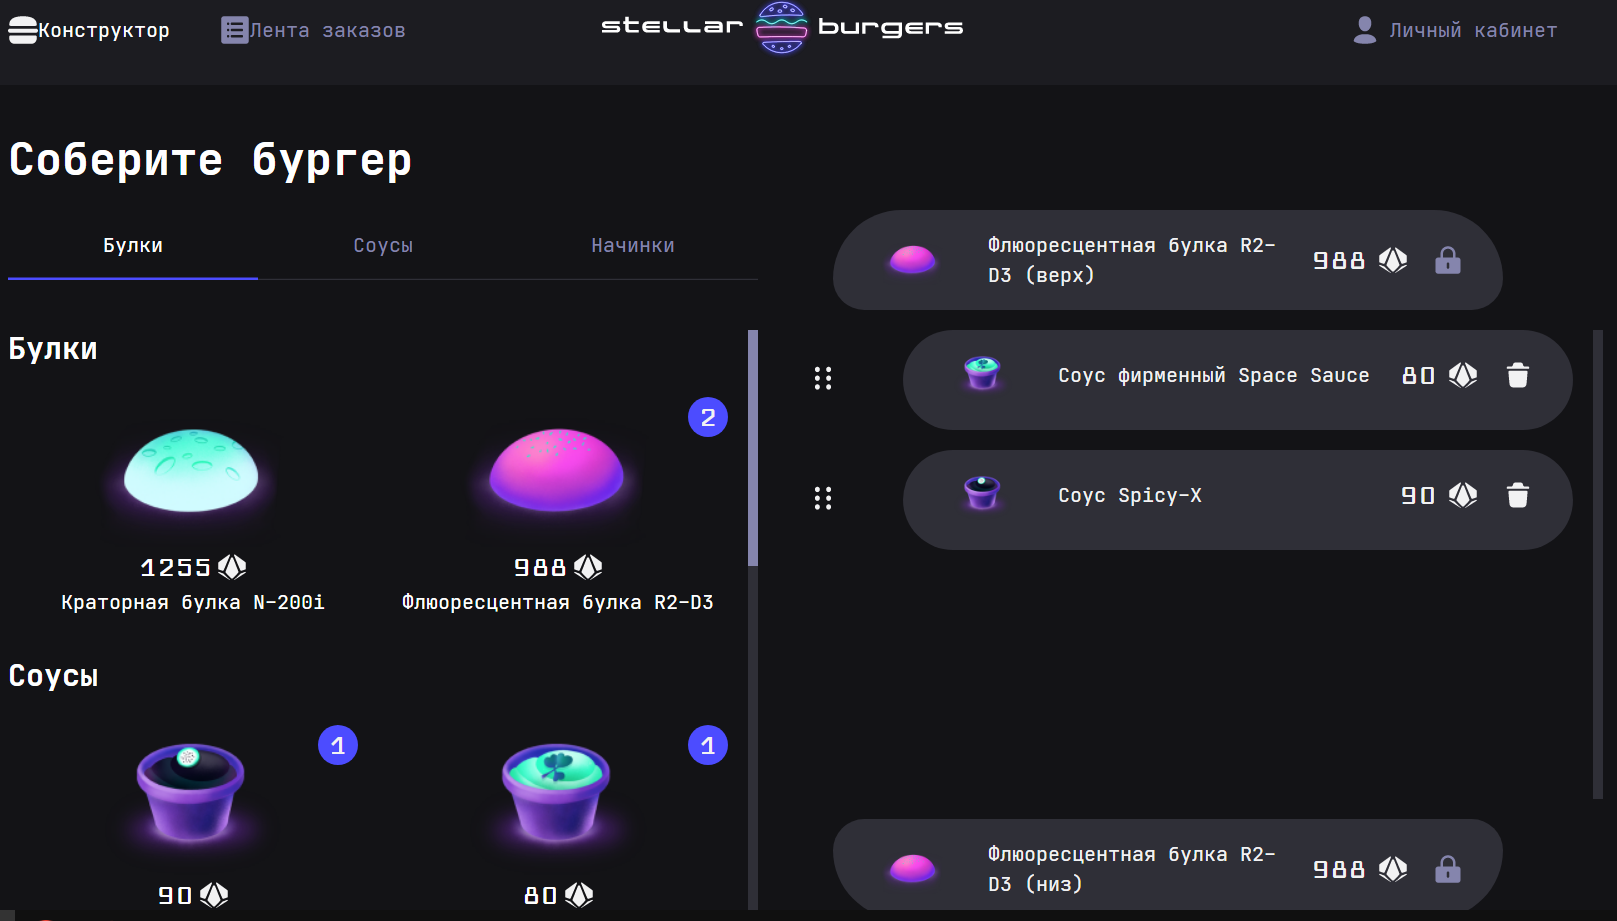 Конструктор
Лента заказов
stellar burgers
Личный кабинет
Соберите бургер
Булки
Соусы
Начинки
Булки
2
1255
988
Краторная булка N-200i
Флюоресцентная булка R2-D3
Соусы
1
1
90
80
Флюоресцентная булка R2-
D3 (верх)
988
Соус фирменный Space Sauce
80
Соус Spicy-X
90
Флюоресцентная булка R2-
D3 (низ)
988